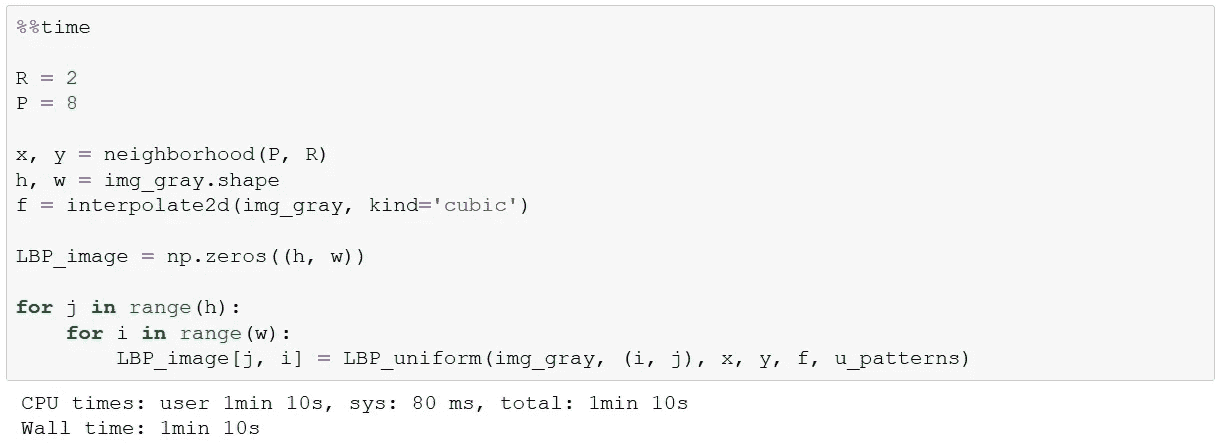 %%time
R = 2
P = 8
x, y = neighborhood(P, R)
h, w = img_gray.shape
f = interpolate2d(img_gray, kind='cubic')
LBP_image = np.zeros((h, w))
for j in range(h):
    for i in range(w):
        LBP_image[j, i] = LBP_uniform(img_gray, (i, j), x, y, f, u_patterns)
CPU times: user 1min 10s, sys: 80 ms, total: 1min 10s
Wall time: 1min 10s